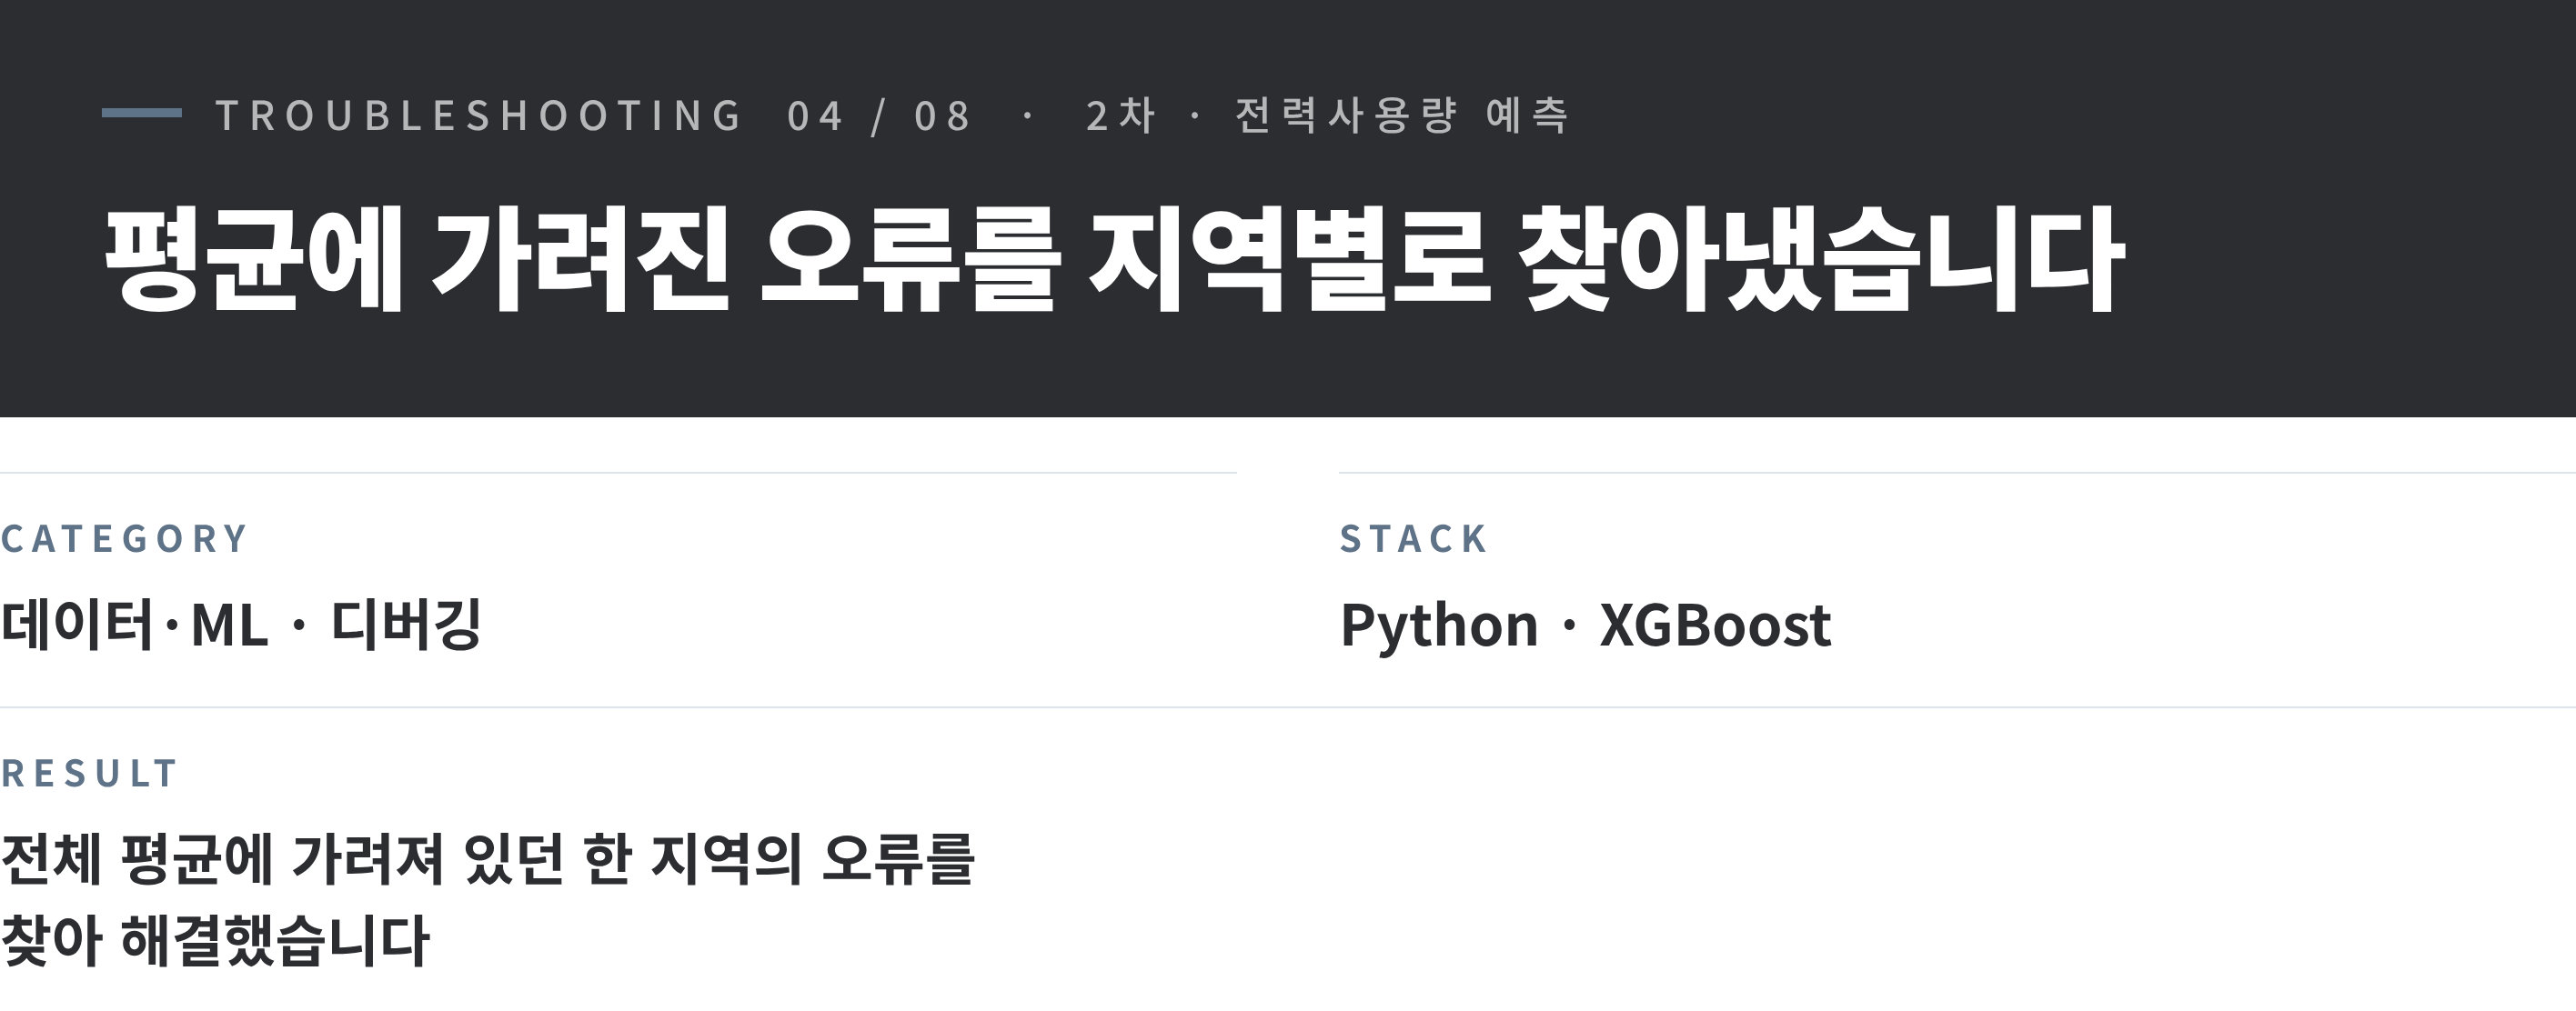 TROUBLESHOOTING 04 / 08 · 2차 · 전력사용량 예측
평균에 가려진 오류를 지역별로 찾아냈습니다
CATEGORY
데이터·ML · 디버깅
STACK
Python · XGBoost
RESULT
전체 평균에 가려져 있던 한 지역의 오류를
찾아 해결했습니다